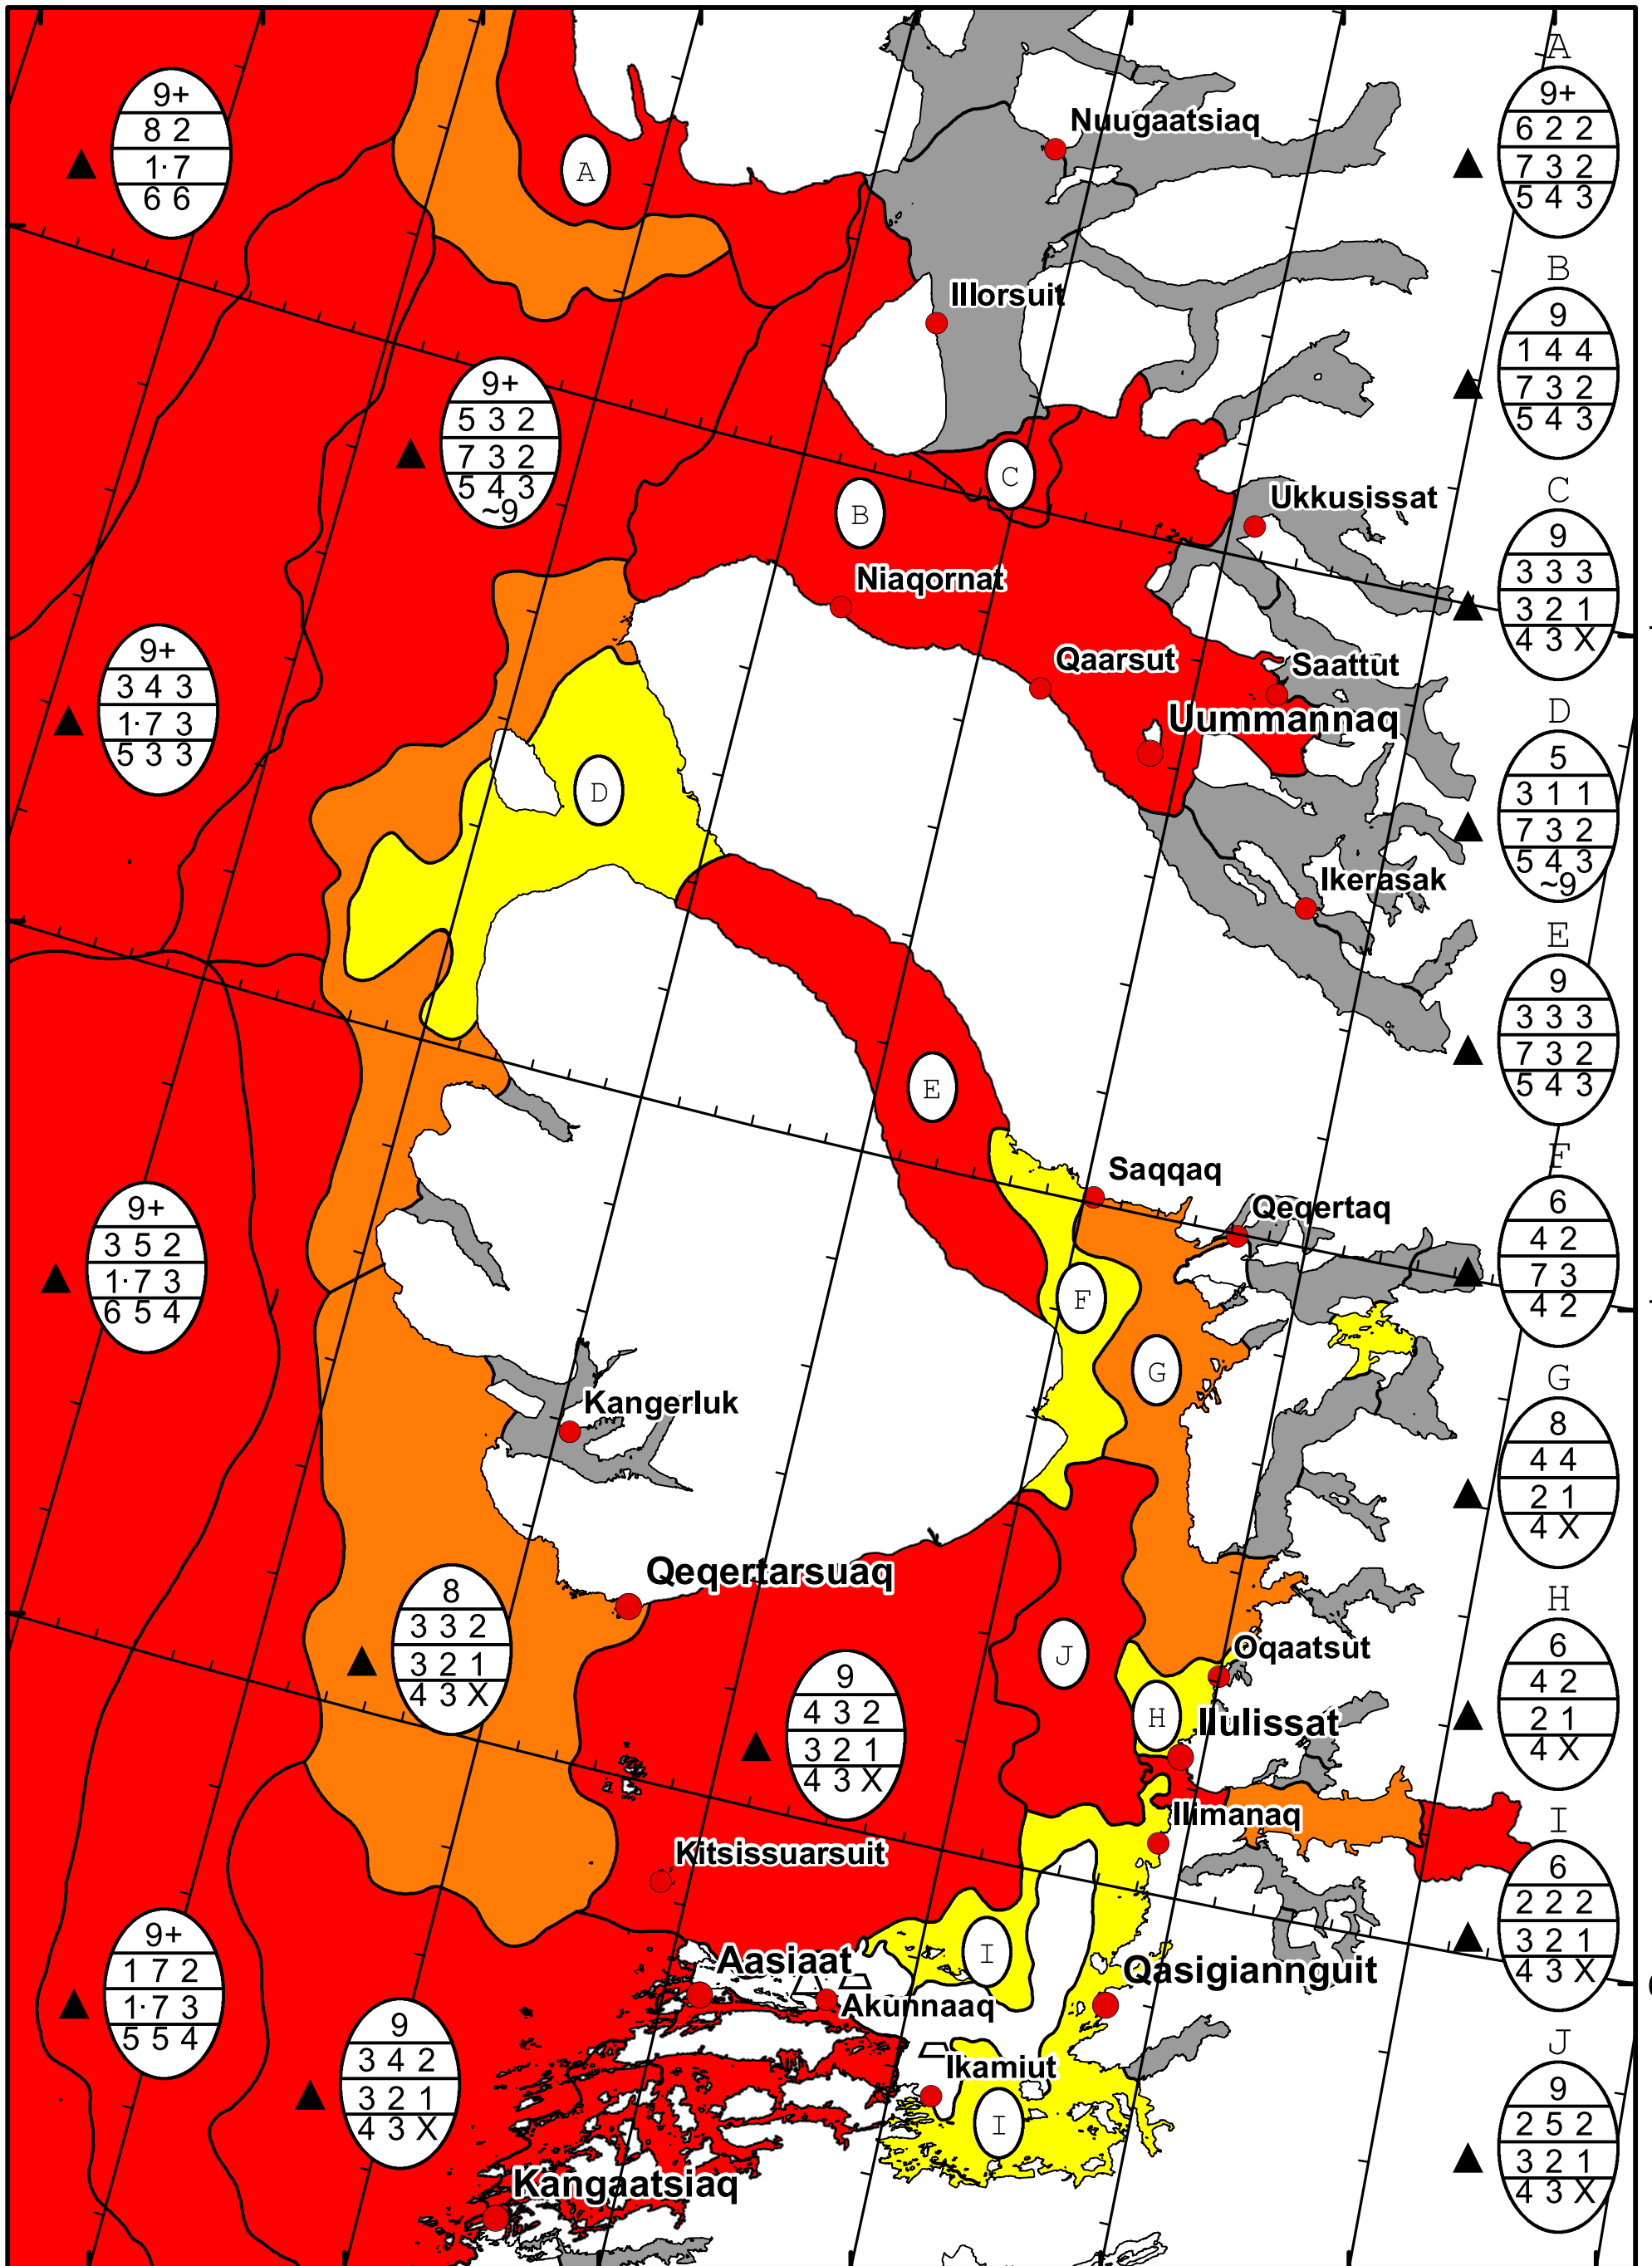 A
9+
6 2 2
7 3 2
5 4 3
9+
8 2
1· 7
6 6
Nuugaatsiaq
A
B
9
1 4 4
7 3 2
5 4 3
Illorsuit
9+
5 3 2
7 3 2
5 4 3
~9
C
B
C
9
3 3 3
3 2 1
4 3 X
Ukkusissat
Niaqornat
Qaarsut
Saattut
Uummannaq
9+
3 4 3
1· 7 3
5 3 3
D
D
5
3 1 1
7 3 2
5 4 3
~9
Ikerasak
E
9
3 3 3
7 3 2
5 4 3
E
Saqqaq
Qeqertaq
F
6
4 2
7 3
4 2
9+
3 5 2
1· 7 3
6 5 4
F
G
G
8
4 4
2 1
4 X
Kangerluk
Qeqertarsuaq
8
3 3 2
3 2 1
4 3 X
9
4 3 2
3 2 1
4 3 X
J
Oqaatsut
H
6
4 2
2 1
4 X
H
Ilulissat
Ilimanaq
Kitsissuarsuit
I
6
2 2 2
3 2 1
4 3 X
9+
1 7 2
1· 7 3
5 5 4
Aasiaat
I
Qasigiannguit
Akunnaaq
9
3 4 2
3 2 1
4 3 X
Ikamiut
I
J
9
2 5 2
3 2 1
4 3 X
Kangaatsiaq